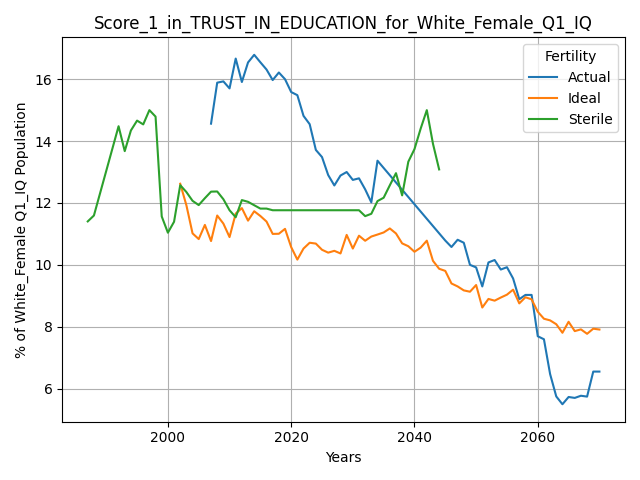 Score_1_in_TRUST_IN_EDUCATION_for_White_Female_Q1_IQ
Fertility
Actual
Ideal
Sterile
% of White_Female Q1_IQ Population
16
14
12
10
8
6
2000
2020
2040
2060
Years